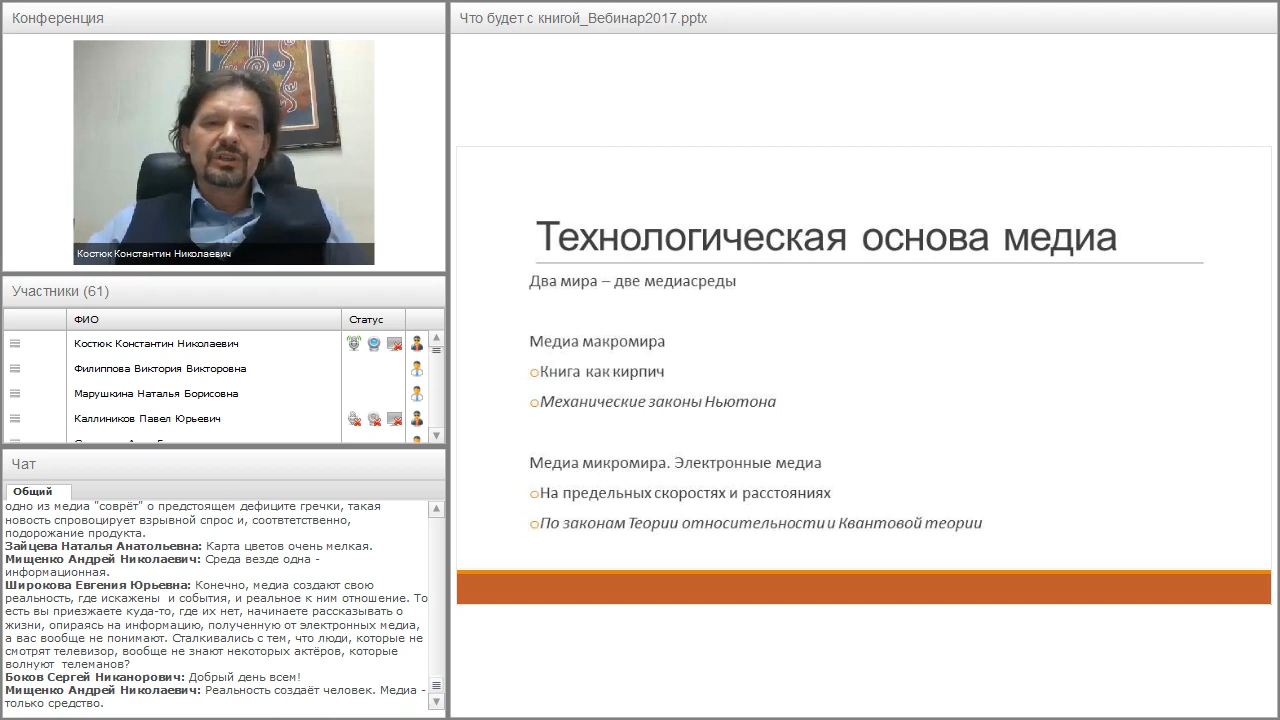 Конференция
Костюк Константин Николаевич
Участники (61)
ФИО
Статус
Костюк Константин Николаевич
Филиппова Виктория Викторовна
Марушкина Наталья Борисовна
Каллиников Павел Юрьевич
Чат
Общий
одно из медиа "соврёт" о предстоящем дефиците гречки, такая
новость спровоцирует взрывной спрос и, соответственно,
подорожание продукта.
Зайцева Наталья Анатольевна: Карта цветов очень мелкая.
Мищенко Андрей Николаевич: Среда везде одна -
информационная.
Широкова Евгения Юрьевна: Конечно, медиа создают свою
реальность, где искажены и события, и реальное к ним отношение. То
есть вы приезжаете куда-то, где их нет, начинаете рассказывать о
жизни, опираясь на информацию, полученную от электронных медиа,
а вас вообще не понимают. Сталкивались с тем, что люди, которые не
смотрят телевизор, вообще не знают некоторых актёров, которые
волнуют телеманов?
Боков Сергей Никанорович: Добрый день всем!
Мищенко Андрей Николаевич: Реальность создаёт человек. Медиа -
только средство.
Что будет с книгой_Вебинар2017.pptx
Технологическая основа медиа
Два мира – две медиасреды
Медиа макромира
Книга как кирпич
Механические законы Ньютона
Медиа микромира. Электронные медиа
На предельных скоростях и расстояниях
По законам Теории относительности и Квантовой теории